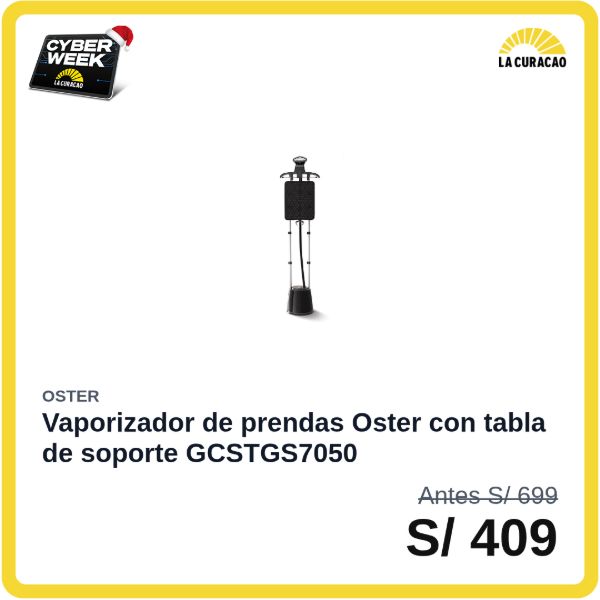 CYBER
WEEK
LA CURACAO
LA CURACAO
OSTER
Vaporizador de prendas Oster con tabla
de soporte GCSTGS7050
Antes S/ 699
S/ 409